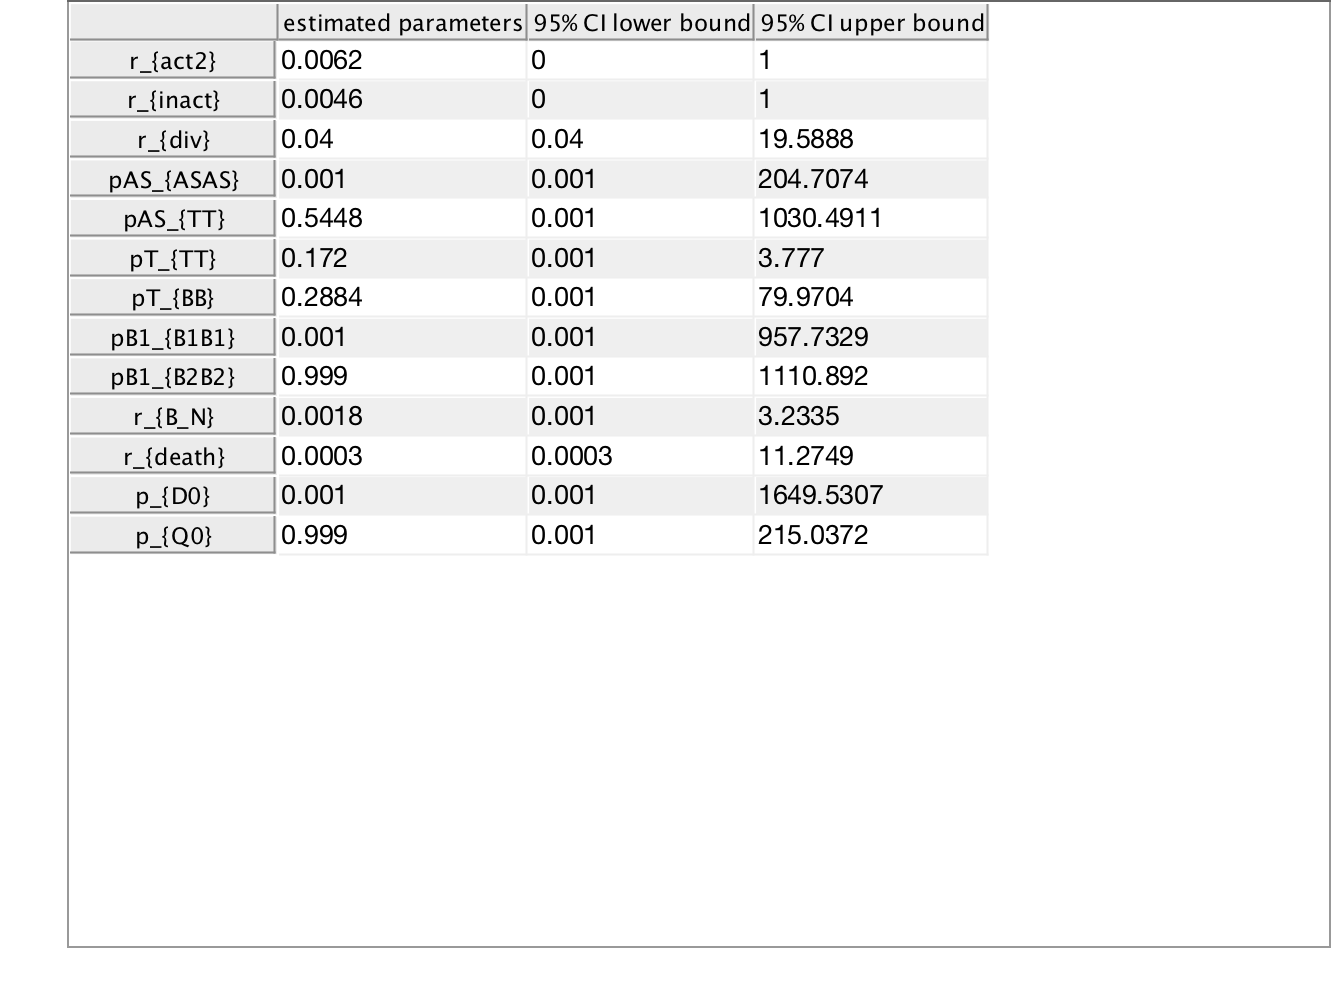 estimated parameters 95% CI lower bound 95% CI upper bound
r_{act2} 0.0062 0 1
r_{inact} 0.0046 0 1
r_{div} 0.04 0.04 19.5888
pAS_{ASAS} 0.001 0.001 204.7074
pAS_{TT} 0.5448 0.001 1030.4911
pT_{TT} 0.172 0.001 3.777
pT_{BB} 0.2884 0.001 79.9704
pB1_{B1B1} 0.001 0.001 957.7329
pB1_{B2B2} 0.999 0.001 1110.892
r_{B_N} 0.0018 0.001 3.2335
r_{death} 0.0003 0.0003 11.2749
p_{D0} 0.001 0.001 1649.5307
p_{Q0} 0.999 0.001 215.0372